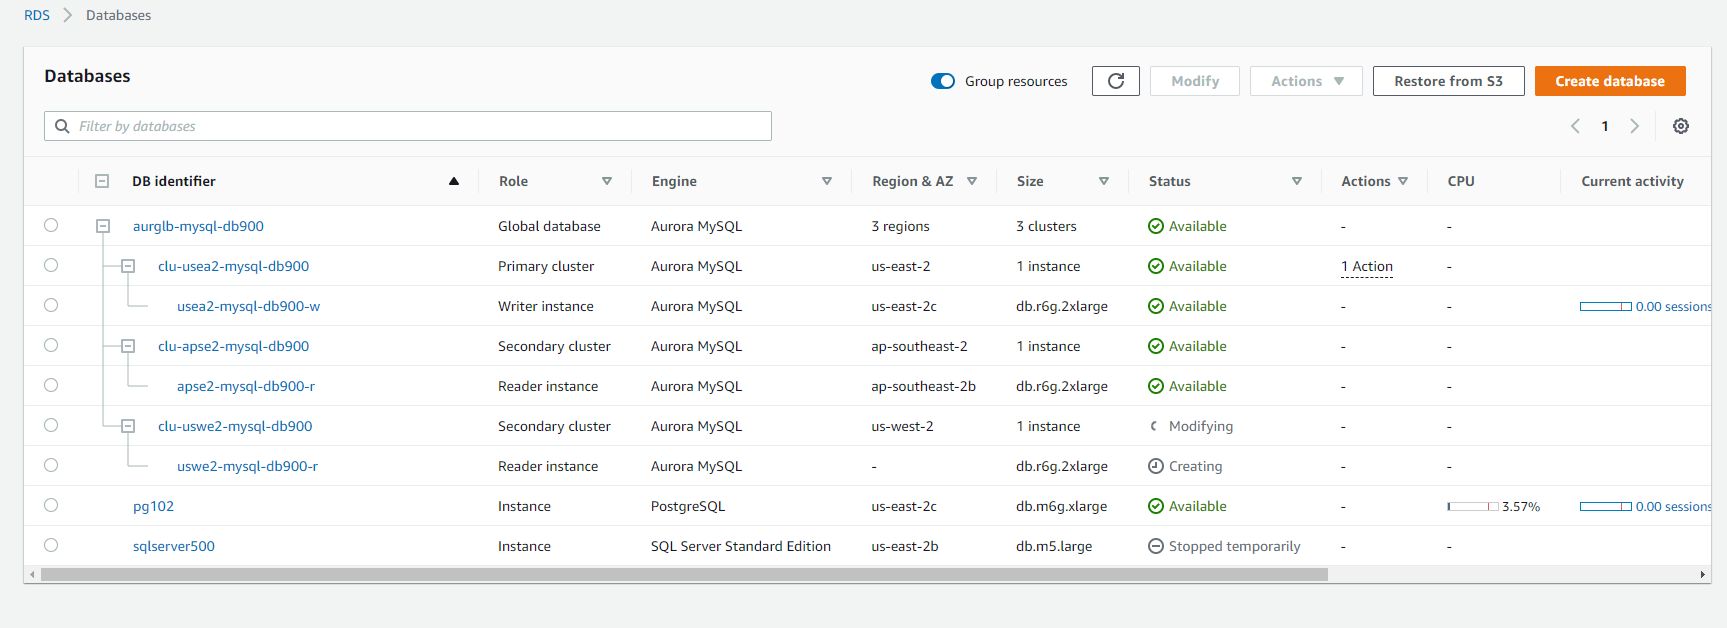 RDS Databases
Databases
Group resources Modify Actions Restore from S3 Create database
Filter by databases 1
DB identifier Role Engine Region & AZ Size Status Actions CPU Current activity
aurglb-mysql-db900 Global database Aurora MySQL 3 regions 3 clusters Available - -
clu-usea2-mysql-db900 Primary cluster Aurora MySQL us-east-2 1 instance Available 1 Action -
usea2-mysql-db900-w Writer instance Aurora MySQL us-east-2c db.r6g.2xlarge Available - - 0.00 sessions
clu-apse2-mysql-db900 Secondary cluster Aurora MySQL ap-southeast-2 1 instance Available - -
apse2-mysql-db900-r Reader instance Aurora MySQL ap-southeast-2b db.r6g.2xlarge Available - -
clu-uswe2-mysql-db900 Secondary cluster Aurora MySQL us-west-2 1 instance Modifying - -
uswe2-mysql-db900-r Reader instance Aurora MySQL - db.r6g.2xlarge Creating - -
pg102 Instance PostgreSQL us-east-2c db.m6g.xlarge Available - 3.57% 0.00 sessions
sqlserver500 Instance SQL Server Standard Edition us-east-2b db.m5.large Stopped temporarily - -